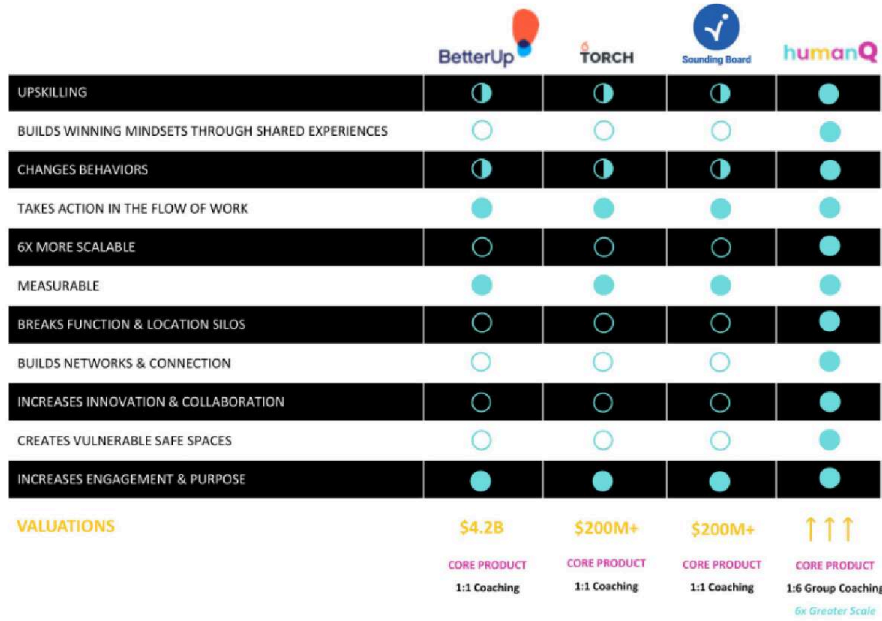 BetterUp
TORCH
Sounding Board
humanQ
UPSKILLING
BUILDS WINNING MINDSETS THROUGH SHARED EXPERIENCES
CHANGES BEHAVIORS
TAKES ACTION IN THE FLOW OF WORK
6X MORE SCALABLE
MEASURABLE
BREAKS FUNCTION & LOCATION SILOS
BUILDS NETWORKS & CONNECTION
INCREASES INNOVATION & COLLABORATION
CREATES VULNERABLE SAFE SPACES
INCREASES ENGAGEMENT & PURPOSE
VALUATIONS $4.2B $200M+ $200M+ ↑↑↑
CORE PRODUCT CORE PRODUCT CORE PRODUCT CORE PRODUCT
1:1 Coaching 1:1 Coaching 1:1 Coaching 1:6 Group Coaching
6x Greater Scale